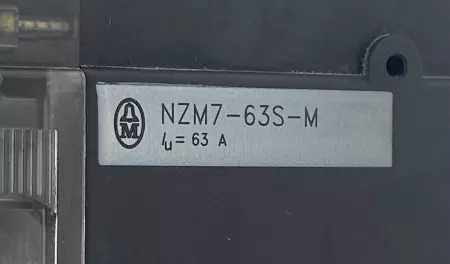 NZM7-63S-M
Iu = 63 A